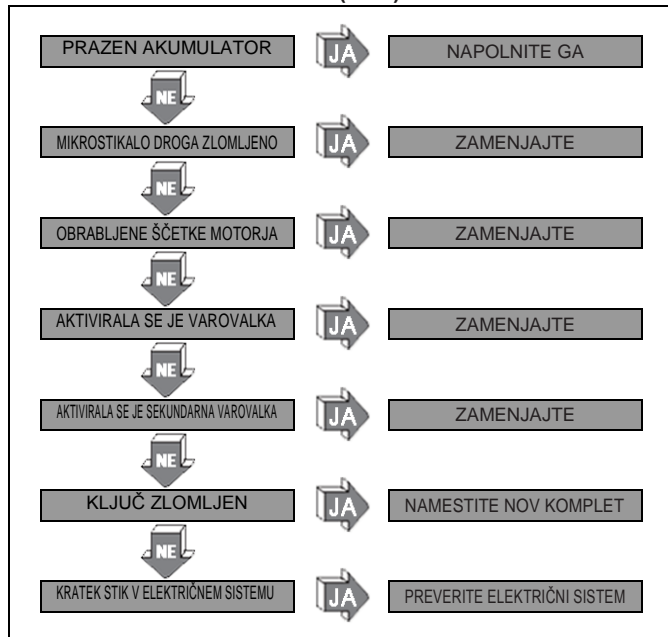 PRAZEN AKUMULATOR JA NAPOLNITE GA
NE
MIKROSTIKALO DROGA ZLOMLJENO JA ZAMENJAJTE
NE
OBRABLJENE ŠČETKE MOTORJA JA ZAMENJAJTE
NE
AKTIVIRALA SE JE VAROVALKA JA ZAMENJAJTE
NE
AKTIVIRALA SE JE SEKUNDARNA VAROVALKA JA ZAMENJAJTE
NE
KLJUČ ZLOMLJEN JA NAMESTITE NOV KOMPLET
NE
KRATEK STIK V ELEKTRIČNEM SISTEMU JA PREVERITE ELEKTRIČNI SISTEM